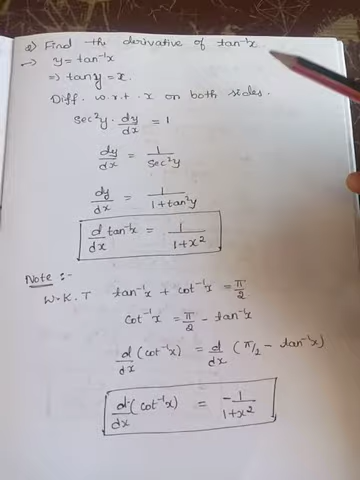 Q) Find the derivative of tan⁻¹x.
→ y = tan⁻¹x
⇒ tan y = x.
Diff. w.r.t. x on both sides.
sec²y · dy/dx = 1
dy/dx = 1/sec²y
dy/dx = 1/(1+tan²y)
d/dx tan⁻¹x = 1/(1+x²)
Note :-
W.K.T tan⁻¹x + cot⁻¹x = π/2
cot⁻¹x = π/2 - tan⁻¹x
d/dx (cot⁻¹x) = d/dx (π/2 - tan⁻¹x)
d/dx (cot⁻¹x) = -1/(1+x²)